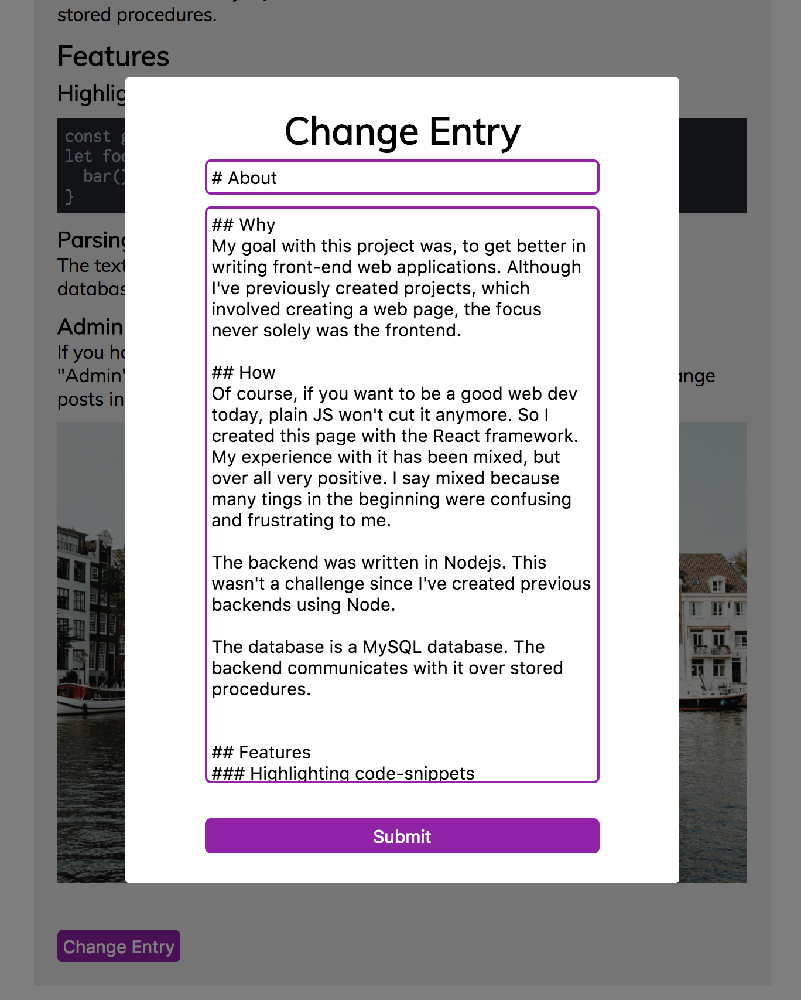 stored procedures.
Features
const
let
bar()
}
The text
Admin
If you
"Admin"
posts in
Change Entry
# About
## Why
My goal with this project was, to get better in
writing front-end web applications. Although
I've previously created projects, which
involved creating a web page, the focus
never solely was the frontend.
## How
Of course, if you want to be a good web dev
today, plain JS won't cut it anymore. So I
created this page with the React framework.
My experience with it has been mixed, but
over all very positive. I say mixed because
many tings in the beginning were confusing
and frustrating to me.
The backend was written in Nodejs. This
wasn't a challenge since I've created previous
backends using Node.
The database is a MySQL database. The
backend communicates with it over stored
procedures.
## Features
### Highlighting code-snippets
Submit
Change Entry